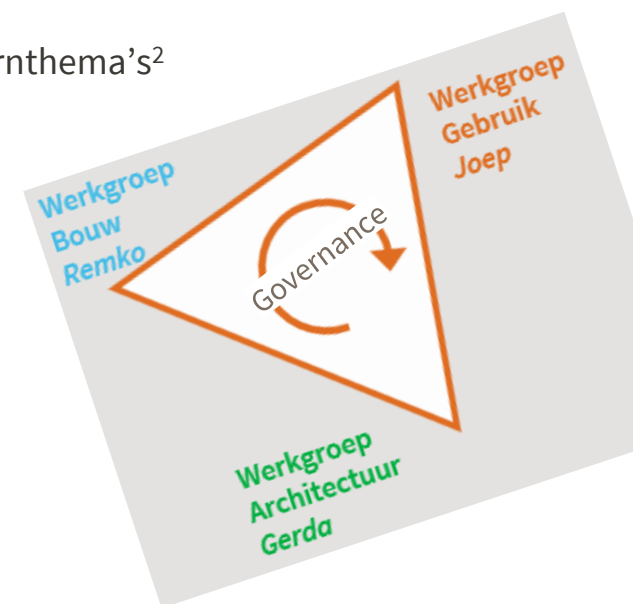 rnthema's²
Werkgroep
Gebruik
Joep
Werkgroep
Bouw
Remko
Governance
Werkgroep
Architectuur
Gerda